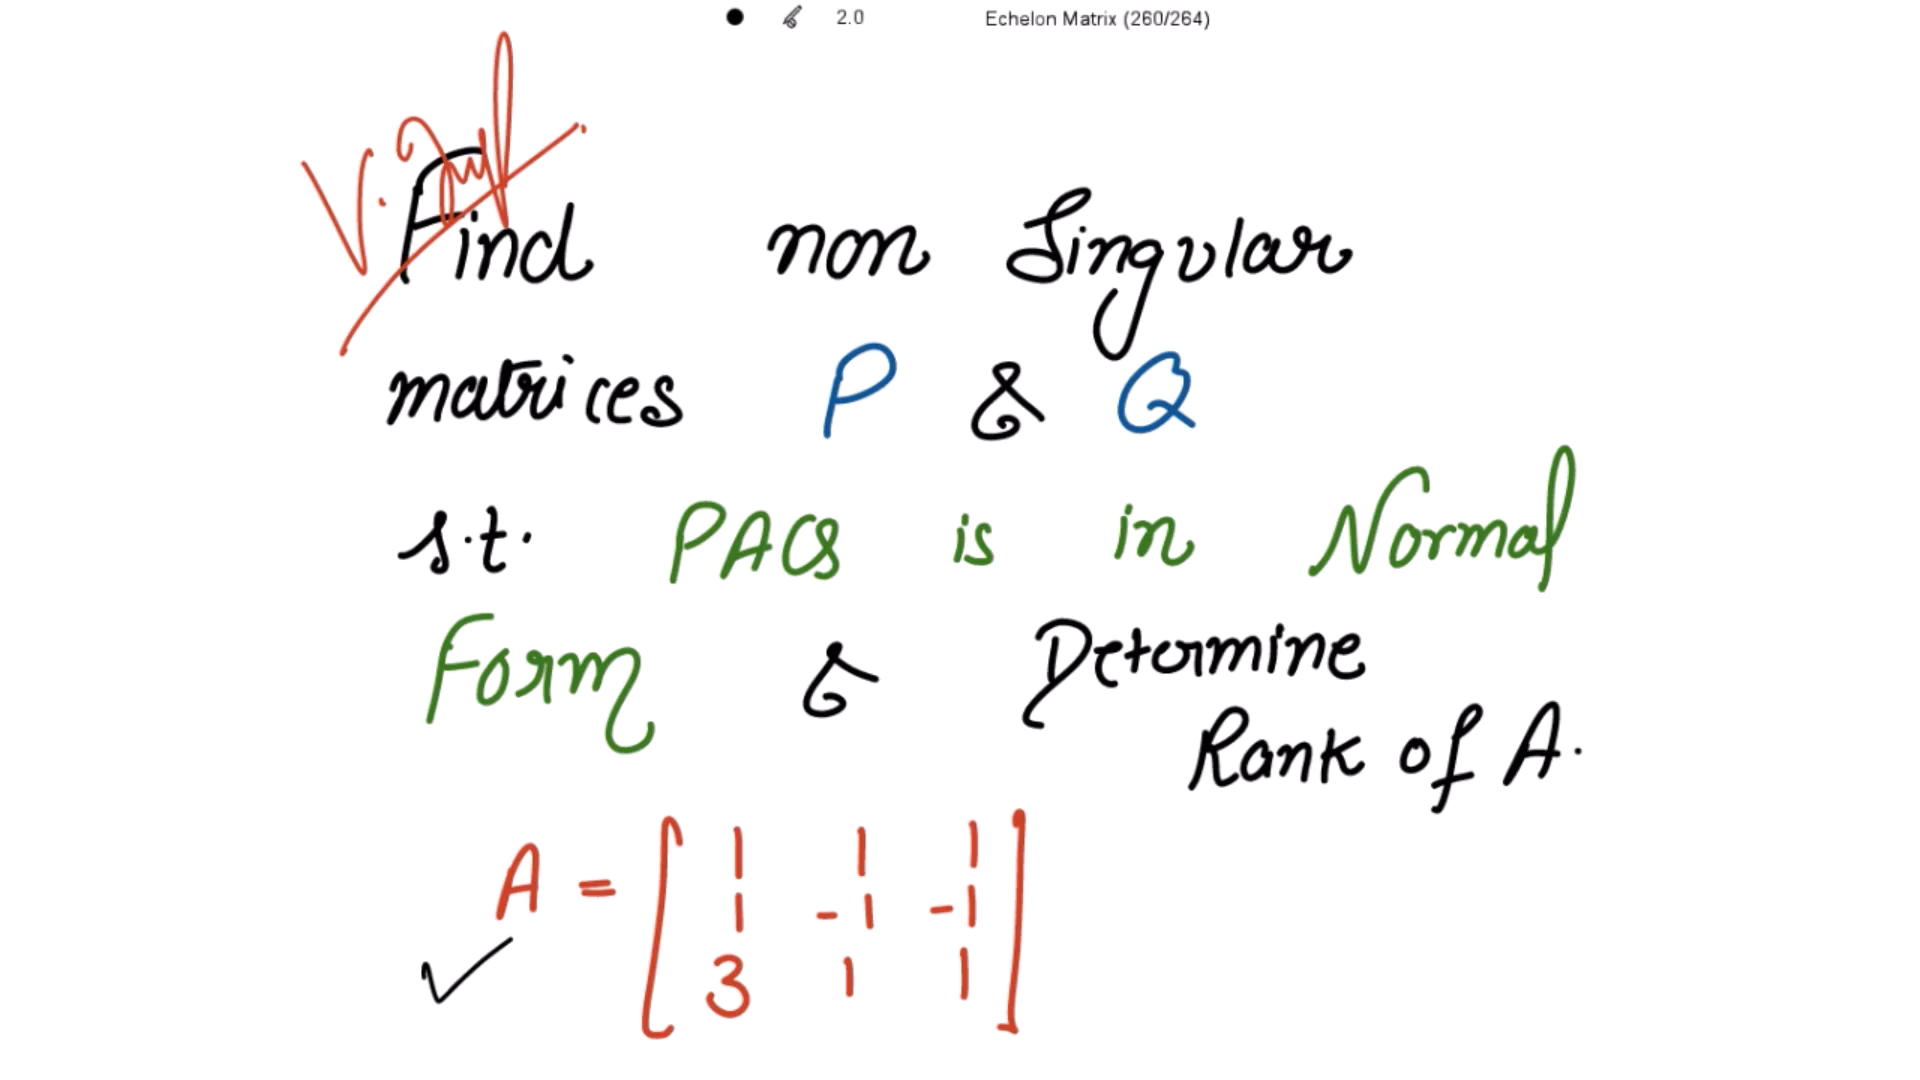 2.0 Echelon Matrix (260/264)
Find non Singular
matrices P & Q
s.t. PAQ is in Normal
Form & Determine
Rank of A.
A = [ 1 1 1
1 -1 -1
3 1 1 ]